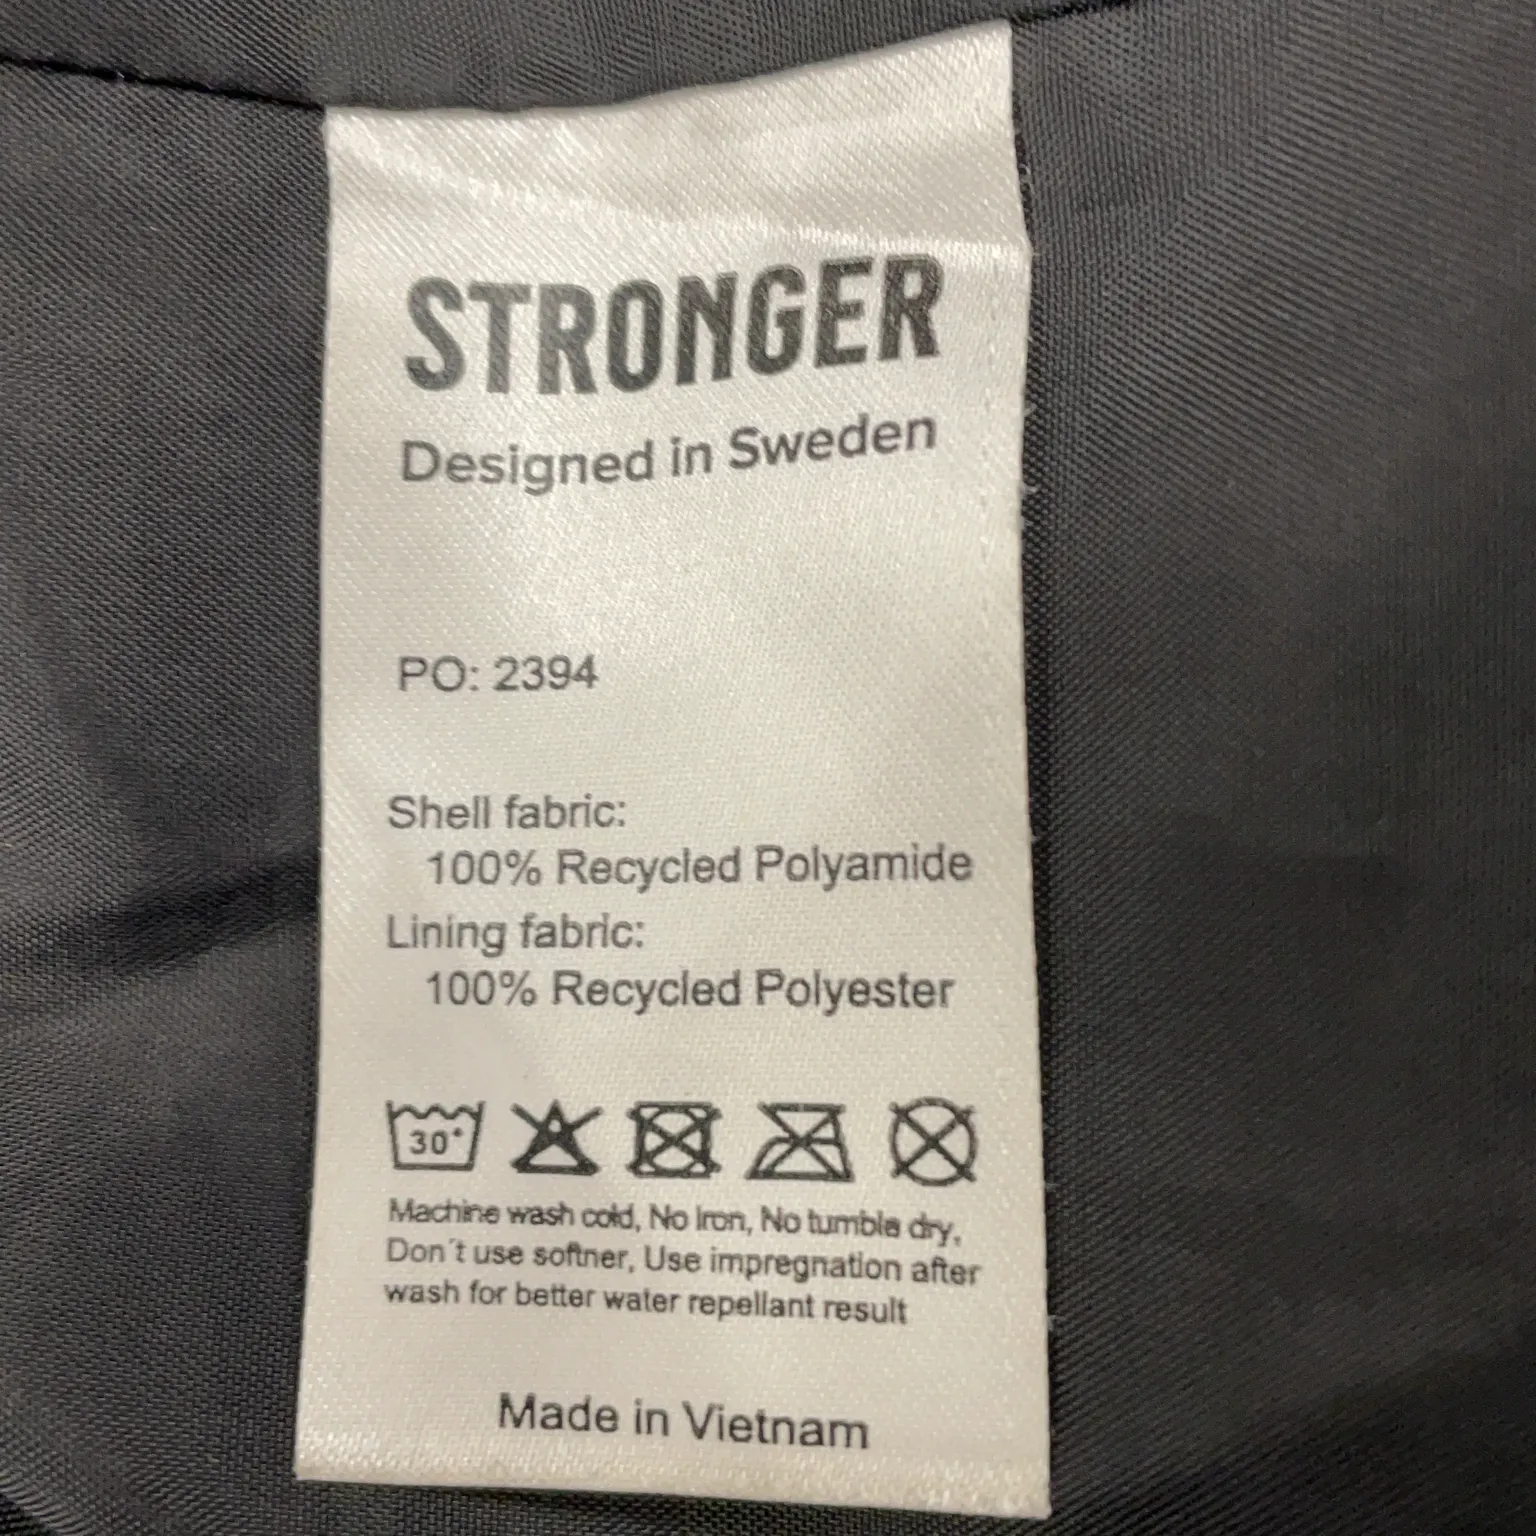 STRONGER
Designed in Sweden
PO: 2394
Shell fabric:
100% Recycled Polyamide
Lining fabric:
100% Recycled Polyester
30°
Machine wash cold, No Iron, No tumble dry,
Don´t use softner, Use impregnation after
wash for better water repellant result
Made in Vietnam